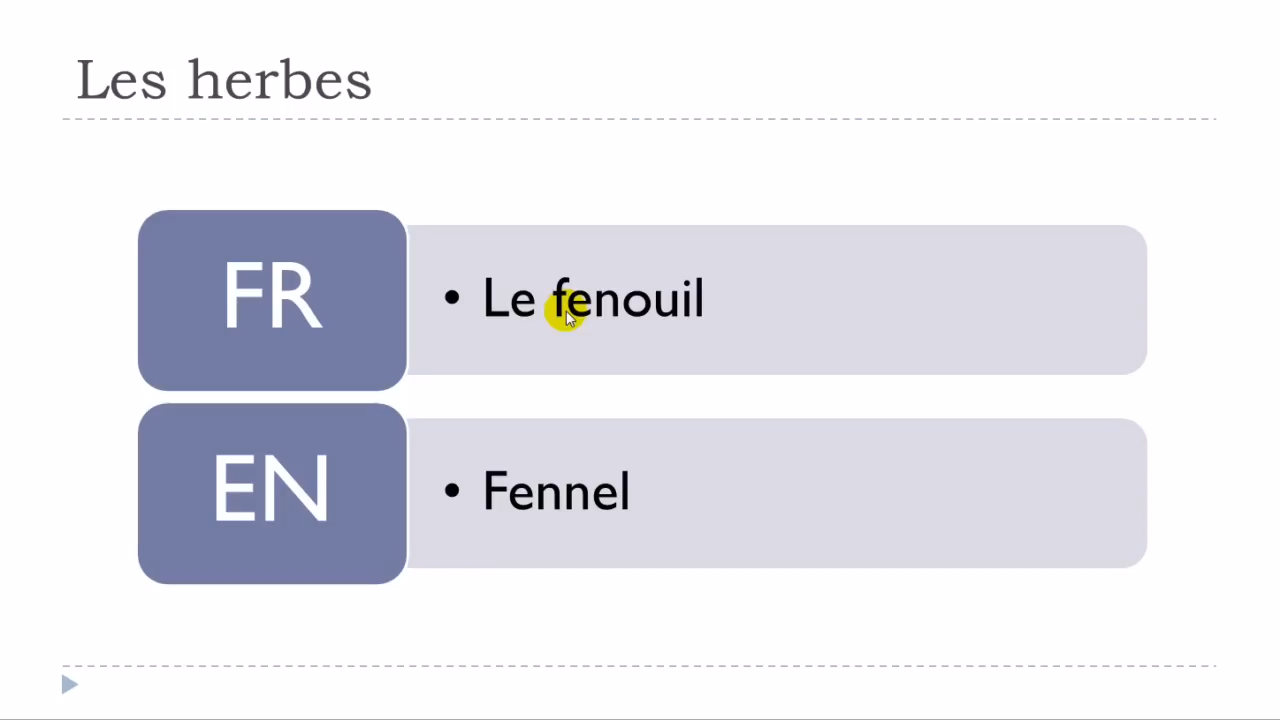 Les herbes
FR
• Le fenouil
EN
• Fennel